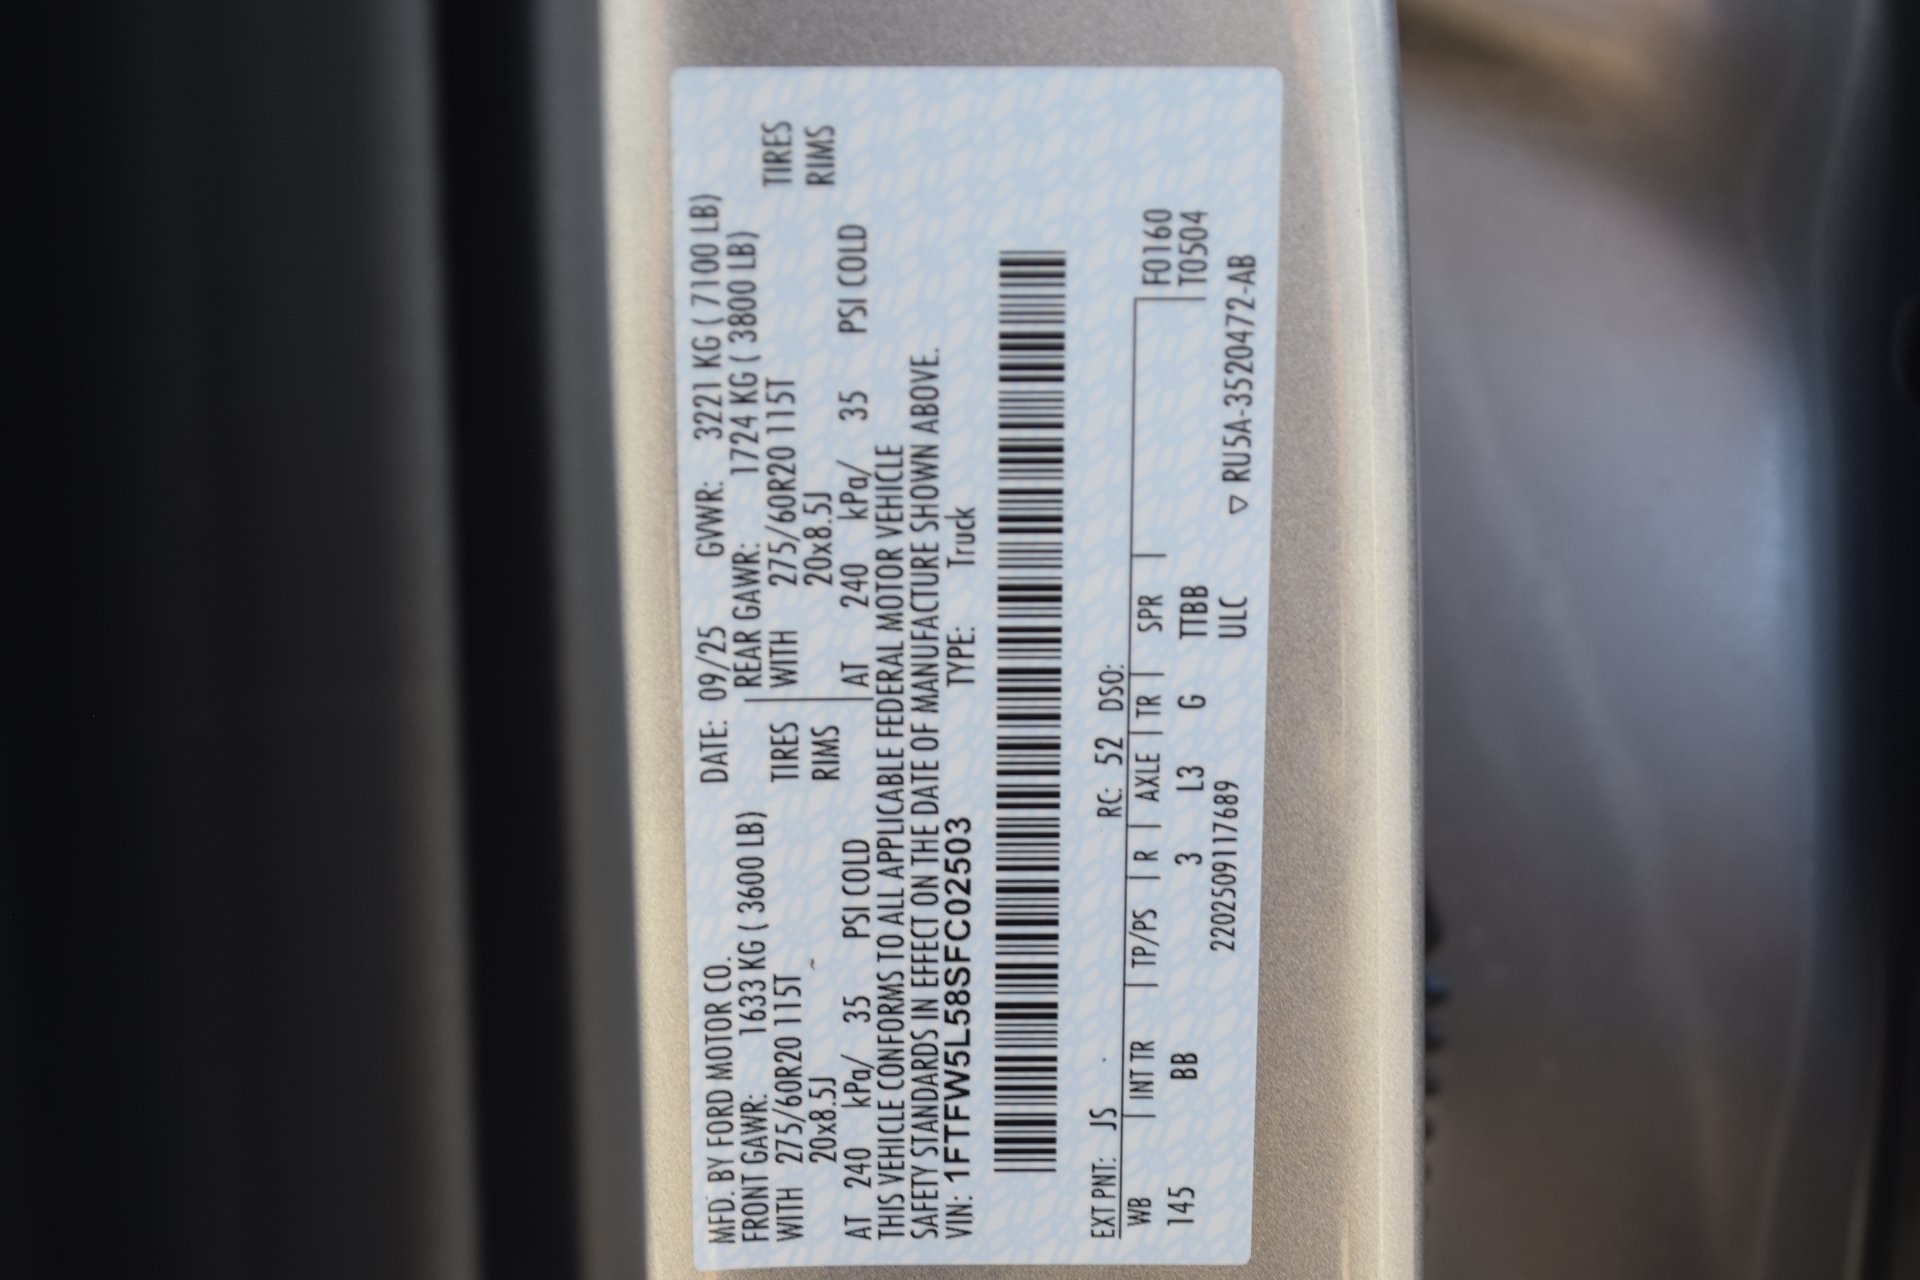 MFD. BY FORD MOTOR CO. DATE: 09/25 GVWR: 3221 KG ( 7100 LB)
FRONT GAWR: 1633 KG ( 3600 LB) REAR GAWR: 1724 KG ( 3800 LB)
WITH 275/60R20 115T TIRES WITH 275/60R20 115T TIRES
20x8.5J RIMS 20x8.5J RIMS
AT 240 kPa/ 35 PSI COLD AT 240 kPa/ 35 PSI COLD
THIS VEHICLE CONFORMS TO ALL APPLICABLE FEDERAL MOTOR VEHICLE
SAFETY STANDARDS IN EFFECT ON THE DATE OF MANUFACTURE SHOWN ABOVE.
VIN: 1FTFW5L58SFC02503 TYPE: Truck
EXT PNT: JS RC: 52 DSO:
WB INT TR TP/PS R AXLE TR SPR F0160
145 BB 3 L3 G TTBB T0504
2202509117689 ULC ▽ RU5A-3520472-AB